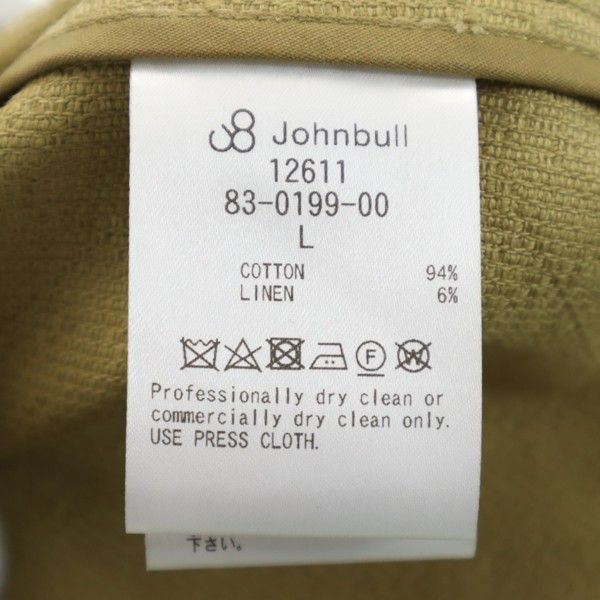 Johnbull
12611
83-0199-00
L
COTTON 94%
LINEN 6%
F
W
Professionally dry clean or
commercially dry clean only.
USE PRESS CLOTH.
下さい。